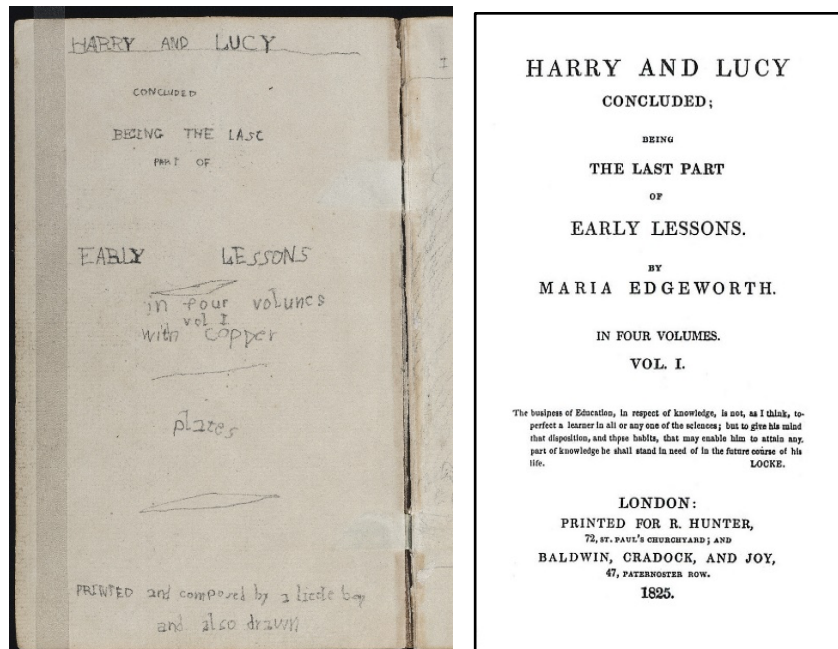 HARRY AND LUCY
CONCLUDED
BEING THE LAST
PART OF
EARLY LESSONS
in four volumes
vol I
with copper
plates
PRINTED and composed by a little boy
and also drawn
HARRY AND LUCY
CONCLUDED;
BEING
THE LAST PART
OF
EARLY LESSONS.
BY
MARIA EDGEWORTH.
IN FOUR VOLUMES.
VOL. I.
The business of Education, in respect of knowledge, is not, as I think, to
perfect a learner in all or any one of the sciences; but to give his mind
that disposition, and those habits, that may enable him to attain any
part of knowledge he shall stand in need of in the future course of his
life. LOCKE.
LONDON:
PRINTED FOR R. HUNTER,
72, ST. PAUL'S CHURCHYARD; AND
BALDWIN, CRADOCK, AND JOY,
47, PATERNOSTER ROW.
1825.